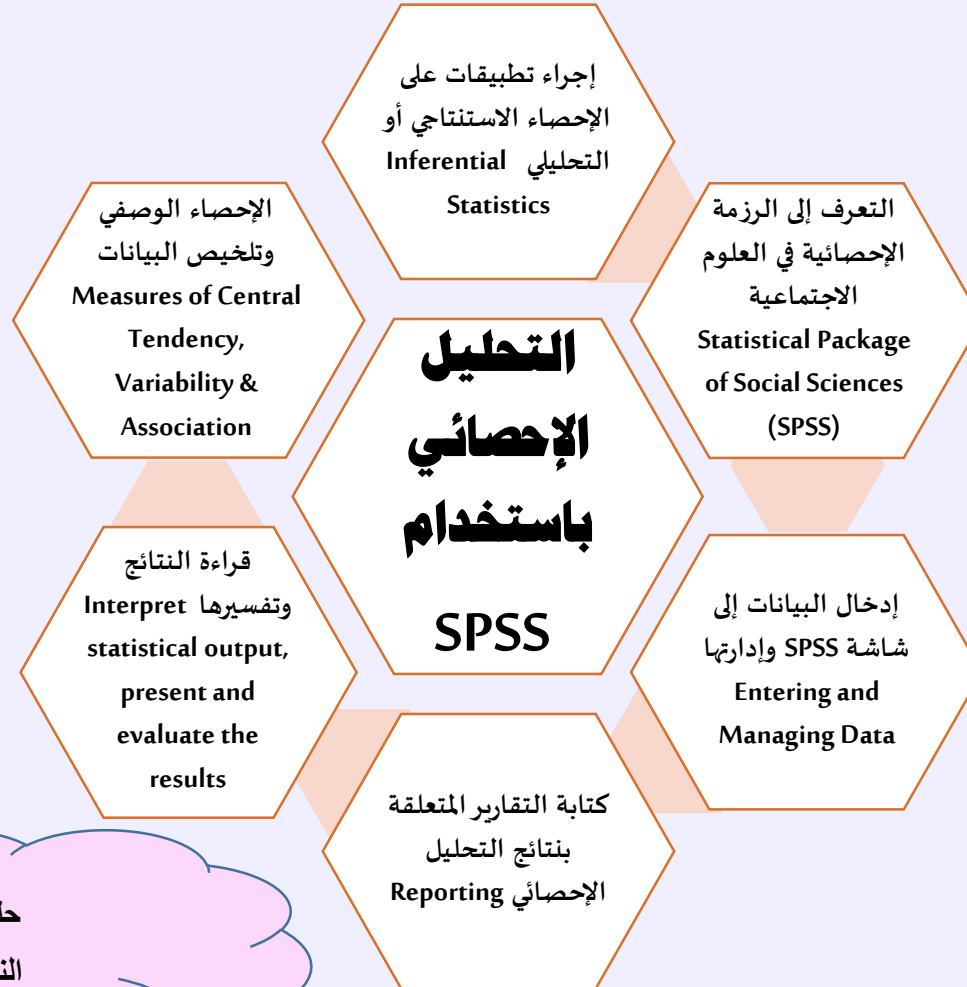 إجراء تطبيقات على
الإحصاء الاستنتاجي أو
التحليلي Inferential
Statistics
التعرف إلى الرزمة
الإحصائية في العلوم
الاجتماعية
Statistical Package
of Social Sciences
(SPSS)
الإحصاء الوصفي
وتلخيص البيانات
Measures of Central
Tendency,
Variability &
Association
التحليل
الإحصائي
باستخدام
SPSS
إدخال البيانات إلى
شاشة SPSS وإدارتها
Entering and
Managing Data
قراءة النتائج
وتفسيرها Interpret
statistical output,
present and
evaluate the
results
كتابة التقارير المتعلقة
بنتائج التحليل
الإحصائي Reporting